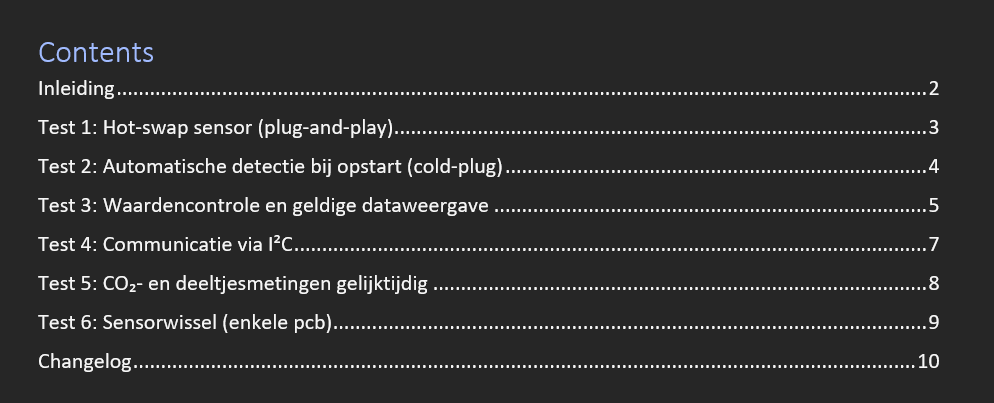 Contents
Inleiding 2
Test 1: Hot-swap sensor (plug-and-play) 3
Test 2: Automatische detectie bij opstart (cold-plug) 4
Test 3: Waardencontrole en geldige dataweergave 5
Test 4: Communicatie via I²C 7
Test 5: CO₂- en deeltjesmetingen gelijktijdig 8
Test 6: Sensorwissel (enkele pcb) 9
Changelog 10